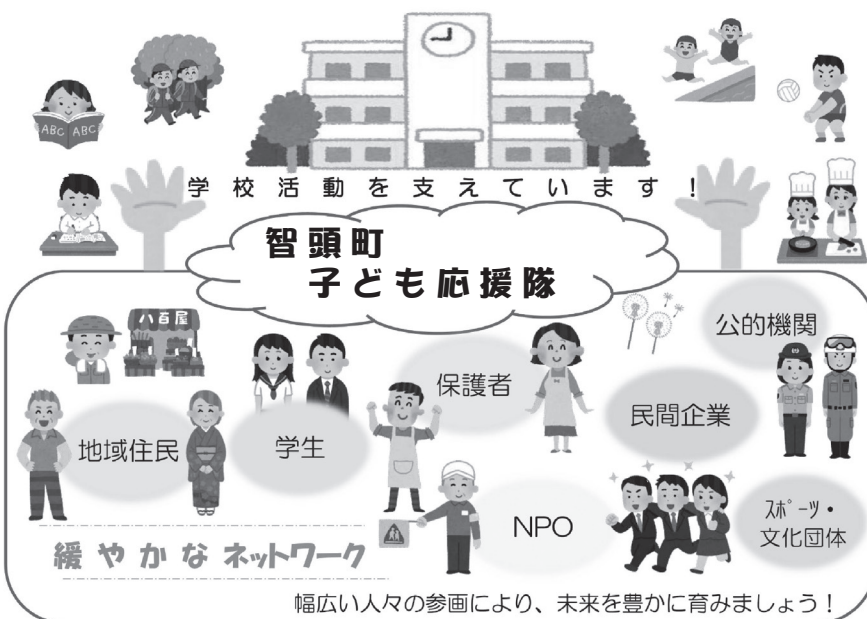 ABC ABC
学校活動を支えています！
智頭町
子ども応援隊
八百屋
公的機関
保護者
民間企業
地域住民
学生
NPO
ｽﾎﾟｰﾂ・
文化団体
緩やかなネットワーク
幅広い人々の参画により、未来を豊かに育みましょう！